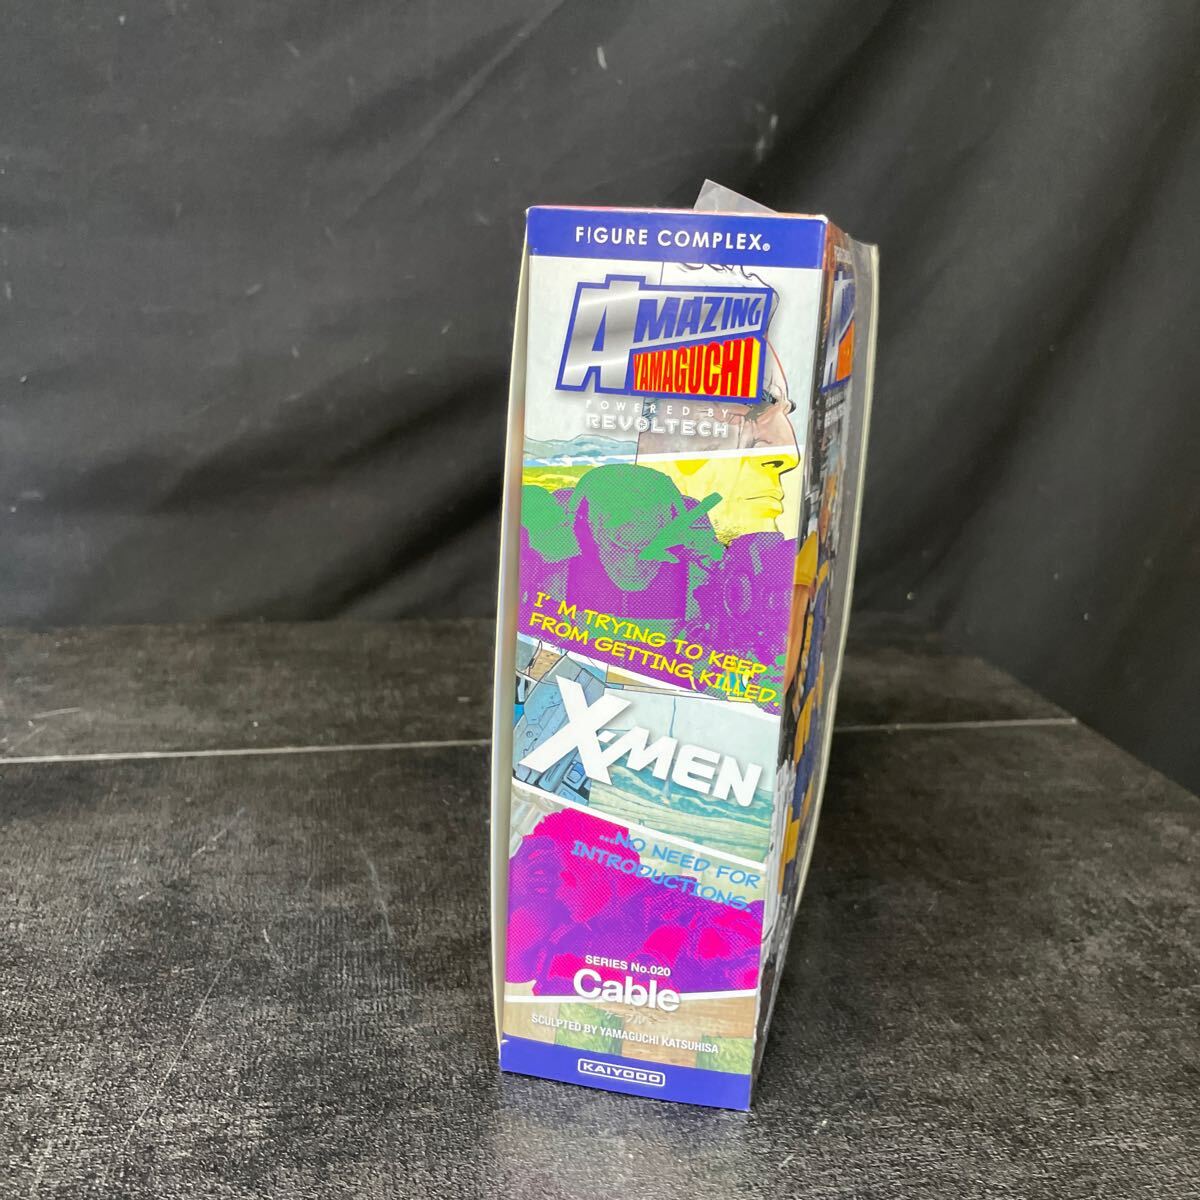 FIGURE COMPLEX®
AMAZING
YAMAGUCHI
POWERED BY
REVOLTECH
I'M TRYING TO KEEP
FROM GETTING KILLED.
X-MEN
...NO NEED FOR
INTRODUCTIONS.
SERIES No.020
Cable
ケーブル
SCULPTED BY YAMAGUCHI KATSUHISA
KAIYODO